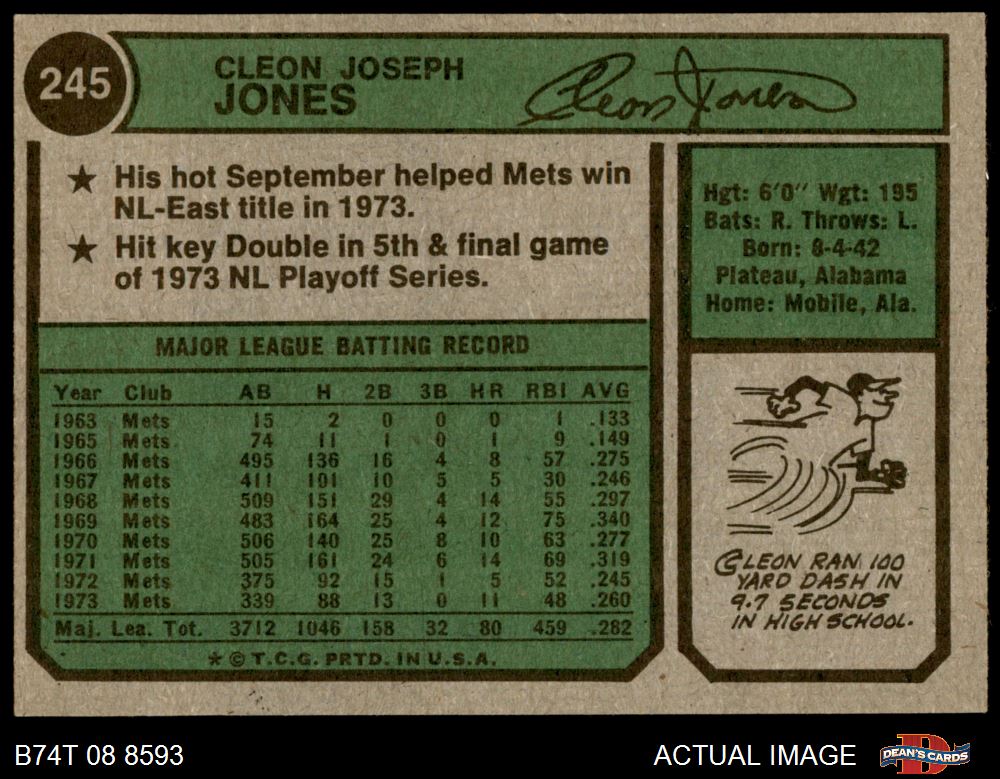 245
CLEON JOSEPH
JONES
Cleon Jones
★ His hot September helped Mets win
NL-East title in 1973.
★ Hit key Double in 5th & final game
of 1973 NL Playoff Series.
Hgt: 6'0" Wgt: 195
Bats: R. Throws: L.
Born: 8-4-42
Plateau, Alabama
Home: Mobile, Ala.
MAJOR LEAGUE BATTING RECORD
Year Club AB H 2B 3B HR RBI AVG
1963 Mets 15 2 0 0 0 1 .133
1965 Mets 74 11 1 0 1 9 .149
1966 Mets 495 136 16 4 8 57 .275
1967 Mets 411 101 10 5 5 30 .246
1968 Mets 509 151 29 4 14 55 .297
1969 Mets 483 164 25 4 12 75 .340
1970 Mets 506 140 25 8 10 63 .277
1971 Mets 505 161 24 6 14 69 .319
1972 Mets 375 92 15 1 5 52 .245
1973 Mets 339 88 13 0 11 48 .260
Maj. Lea. Tot. 3712 1046 158 32 80 459 .282
★ © T.C.G. PRTD. IN U.S.A.
CLEON RAN 100
YARD DASH IN
9.7 SECONDS
IN HIGH SCHOOL.
B74T 08 8593
ACTUAL IMAGE
DEAN'S CARDS